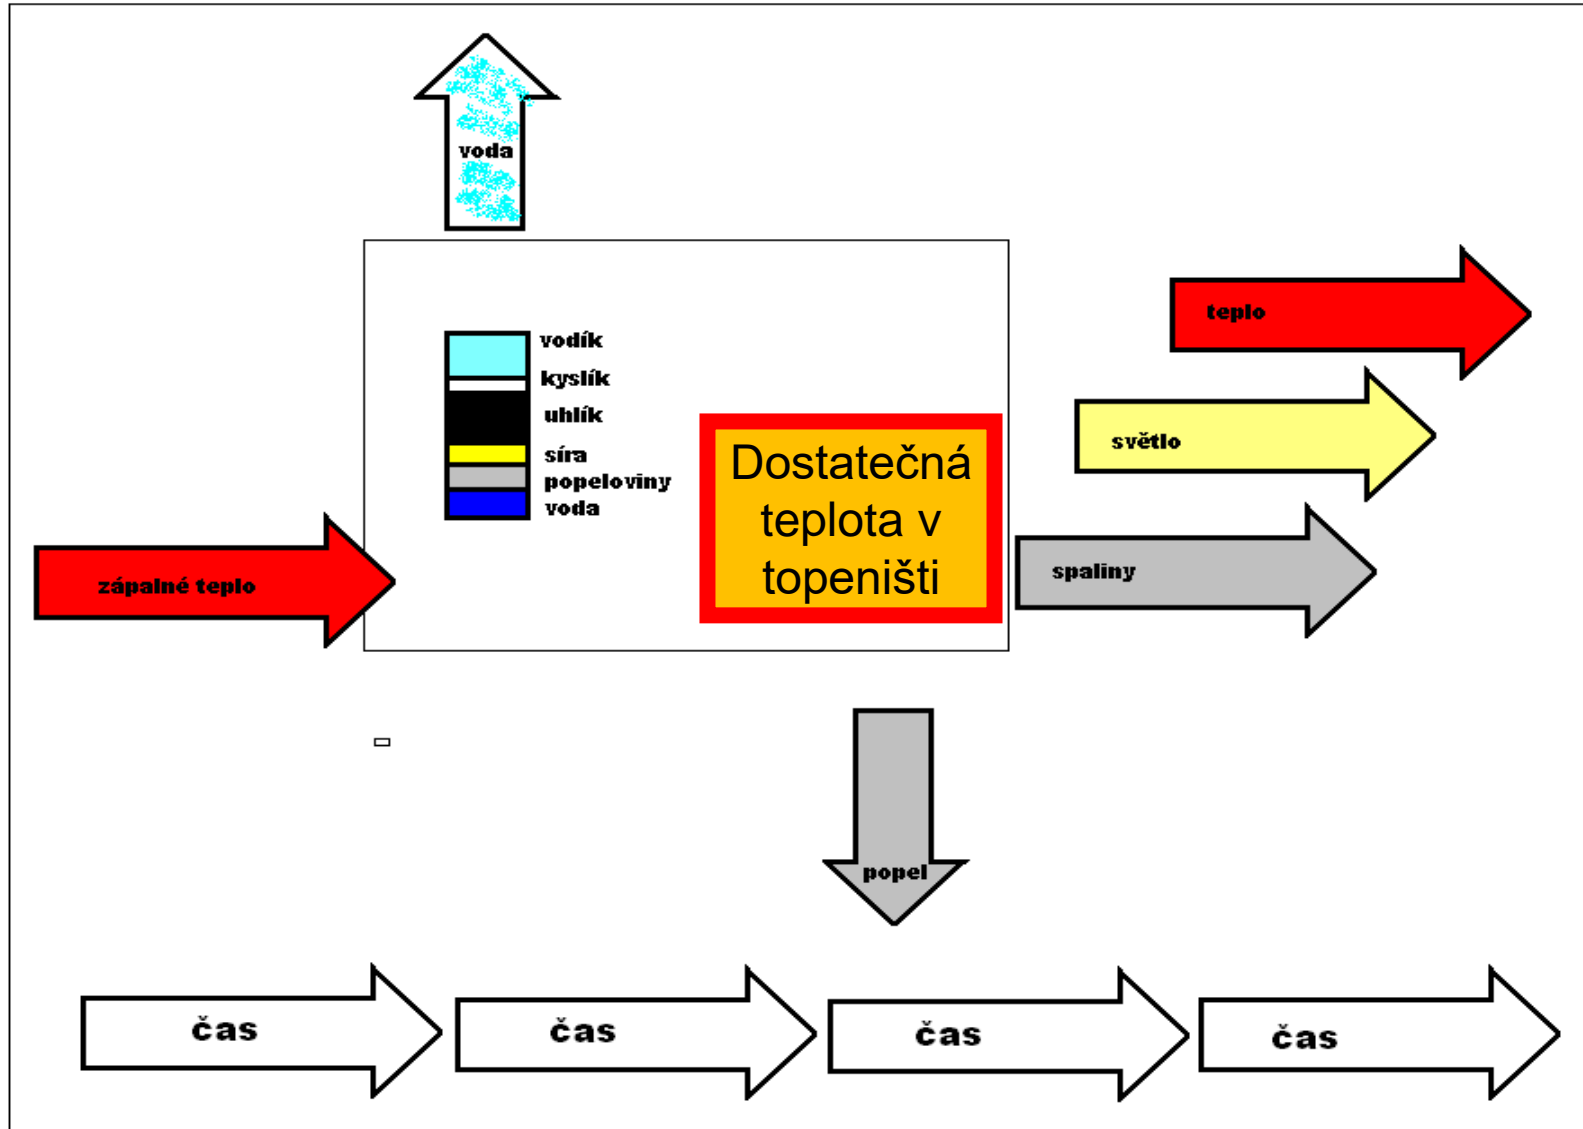 voda
vodík
kyslík
uhlík
síra
popeloviny
voda
zápalné teplo
Dostatečná
teplota v
topeništi
teplo
světlo
spaliny
popel
čas
čas
čas
čas